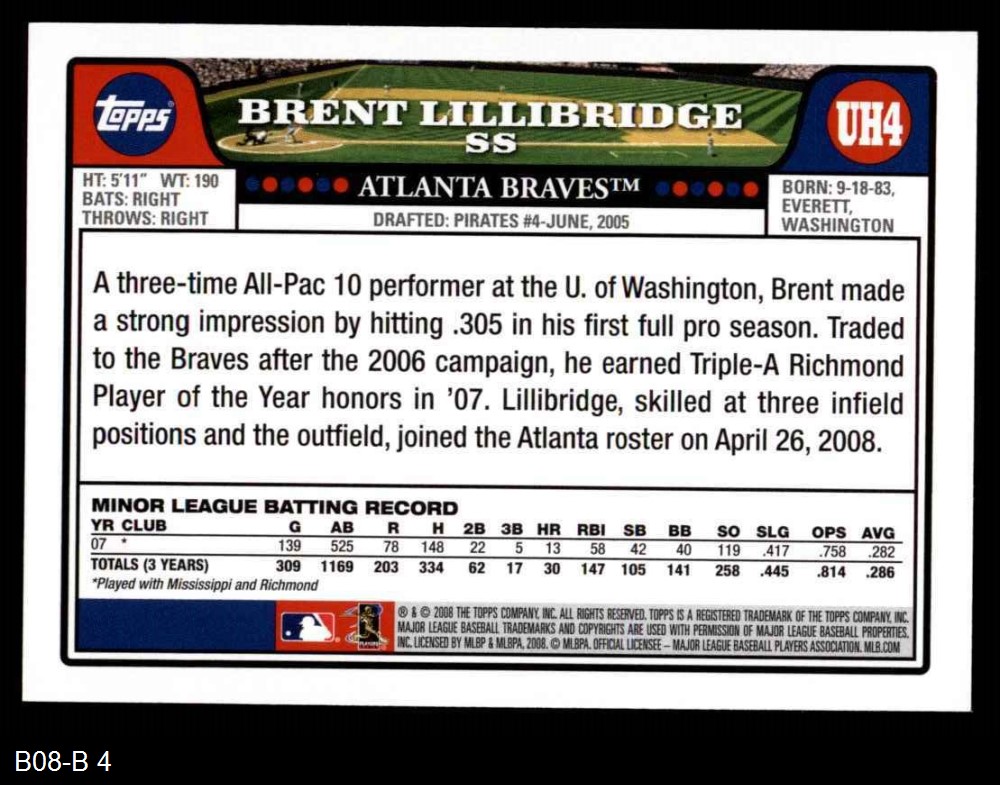 Topps®
BRENT LILLIBRIDGE
SS
UH4
HT: 5'11" WT: 190
BATS: RIGHT
THROWS: RIGHT
ATLANTA BRAVES™
DRAFTED: PIRATES #4-JUNE, 2005
BORN: 9-18-83,
EVERETT,
WASHINGTON
A three-time All-Pac 10 performer at the U. of Washington, Brent made
a strong impression by hitting .305 in his first full pro season. Traded
to the Braves after the 2006 campaign, he earned Triple-A Richmond
Player of the Year honors in ’07. Lillibridge, skilled at three infield
positions and the outfield, joined the Atlanta roster on April 26, 2008.
MINOR LEAGUE BATTING RECORD
YR CLUB G AB R H 2B 3B HR RBI SB BB SO SLG OPS AVG
07 * 139 525 78 148 22 5 13 58 42 40 119 .417 .758 .282
TOTALS (3 YEARS) 309 1169 203 334 62 17 30 147 105 141 258 .445 .814 .286
*Played with Mississippi and Richmond
® & © 2008 THE TOPPS COMPANY, INC. ALL RIGHTS RESERVED. TOPPS IS A REGISTERED TRADEMARK OF THE TOPPS COMPANY, INC.
MAJOR LEAGUE BASEBALL TRADEMARKS AND COPYRIGHTS ARE USED WITH PERMISSION OF MAJOR LEAGUE BASEBALL PROPERTIES,
INC. LICENSED BY MLBP & MLBPA, 2008. © MLBPA. OFFICIAL LICENSEE – MAJOR LEAGUE BASEBALL PLAYERS ASSOCIATION. MLB.COM
B08-B 4